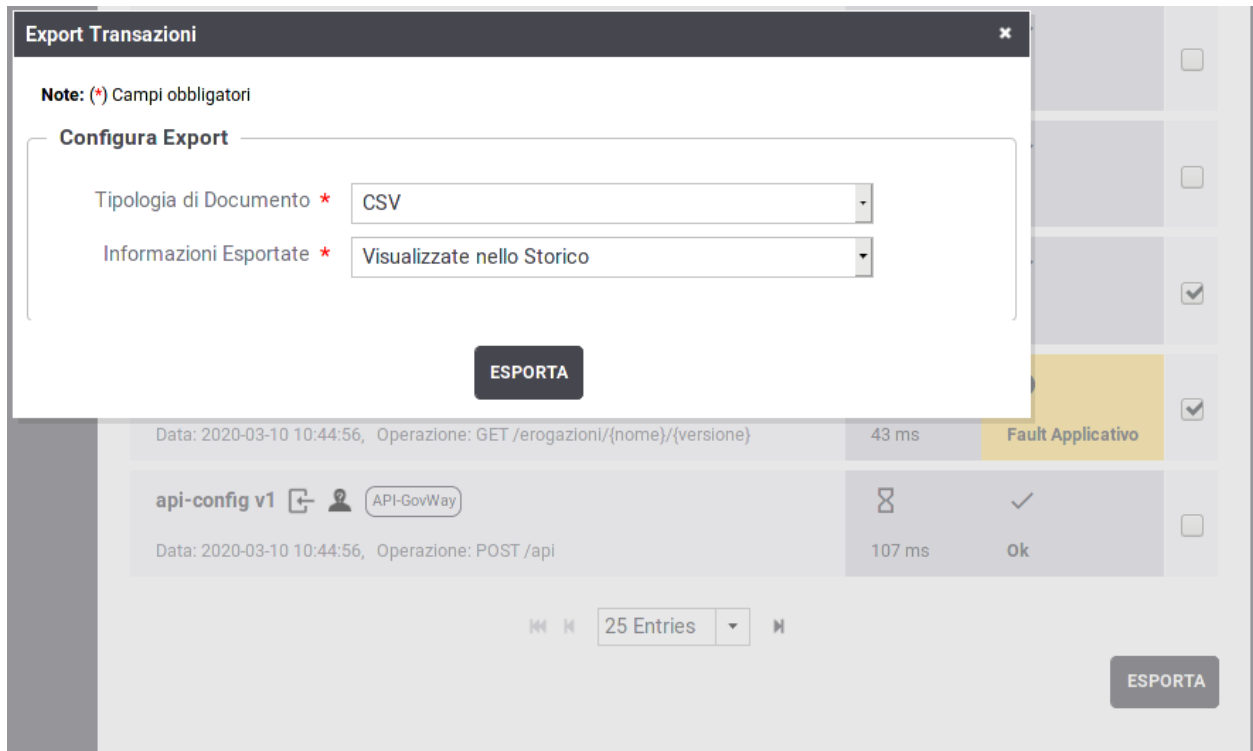 Export Transazioni
Note: (*) Campi obbligatori
Configura Export
Tipologia di Documento * CSV
Informazioni Esportate * Visualizzate nello Storico
ESPORTA
Data: 2020-03-10 10:44:56, Operazione: GET /erogazioni/{nome}/{versione} 43 ms Fault Applicativo
api-config v1 API-GovWay
Data: 2020-03-10 10:44:56, Operazione: POST /api 107 ms Ok
25 Entries
ESPORTA